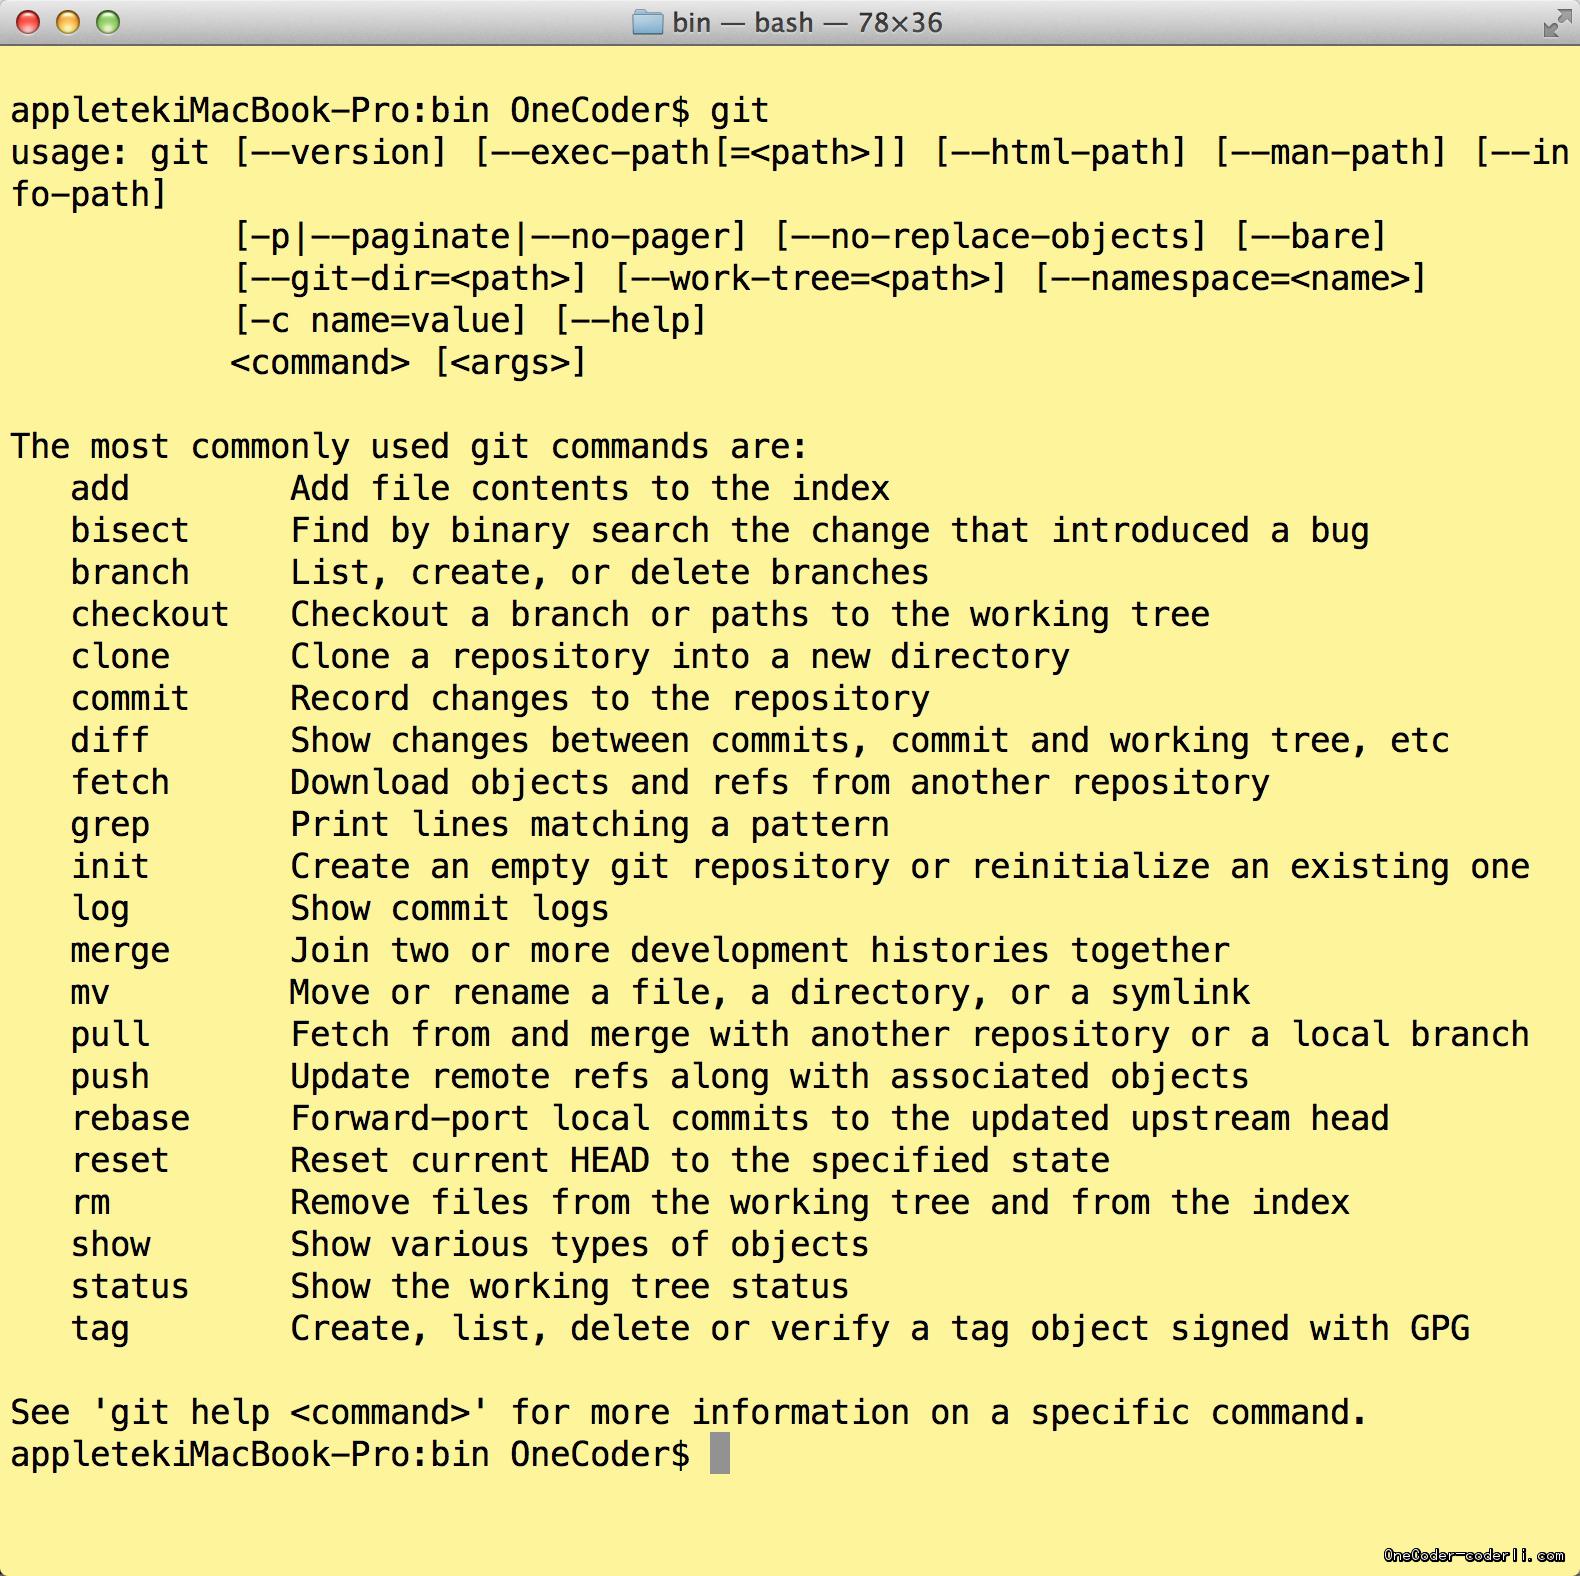 bin — bash — 78×36
appletekiMacBook-Pro:bin OneCoder$ git
usage: git [--version] [--exec-path[=<path>]] [--html-path] [--man-path] [--in
fo-path]
           [-p|--paginate|--no-pager] [--no-replace-objects] [--bare]
           [--git-dir=<path>] [--work-tree=<path>] [--namespace=<name>]
           [-c name=value] [--help]
           <command> [<args>]

The most commonly used git commands are:
   add        Add file contents to the index
   bisect     Find by binary search the change that introduced a bug
   branch     List, create, or delete branches
   checkout   Checkout a branch or paths to the working tree
   clone      Clone a repository into a new directory
   commit     Record changes to the repository
   diff       Show changes between commits, commit and working tree, etc
   fetch      Download objects and refs from another repository
   grep       Print lines matching a pattern
   init       Create an empty git repository or reinitialize an existing one
   log        Show commit logs
   merge      Join two or more development histories together
   mv         Move or rename a file, a directory, or a symlink
   pull       Fetch from and merge with another repository or a local branch
   push       Update remote refs along with associated objects
   rebase     Forward-port local commits to the updated upstream head
   reset      Reset current HEAD to the specified state
   rm         Remove files from the working tree and from the index
   show       Show various types of objects
   status     Show the working tree status
   tag        Create, list, delete or verify a tag object signed with GPG

See 'git help <command>' for more information on a specific command.
appletekiMacBook-Pro:bin OneCoder$
OneCoder-coderli.com